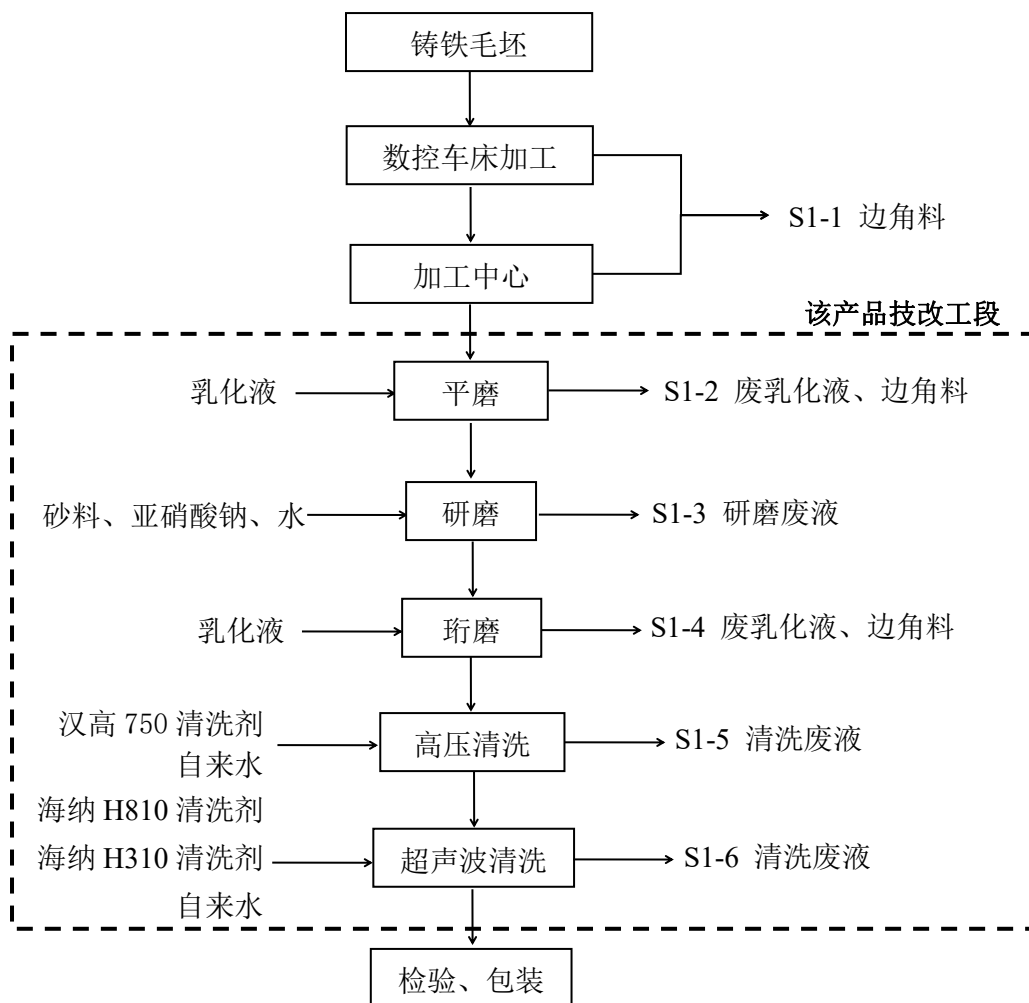 铸铁毛坯
数控车床加工
S1-1 边角料
加工中心
该产品技改工段
乳化液
平磨
S1-2 废乳化液、边角料
砂料、亚硝酸钠、水
研磨
S1-3 研磨废液
乳化液
珩磨
S1-4 废乳化液、边角料
汉高 750 清洗剂
自来水
高压清洗
S1-5 清洗废液
海纳 H810 清洗剂
海纳 H310 清洗剂
自来水
超声波清洗
S1-6 清洗废液
检验、包装